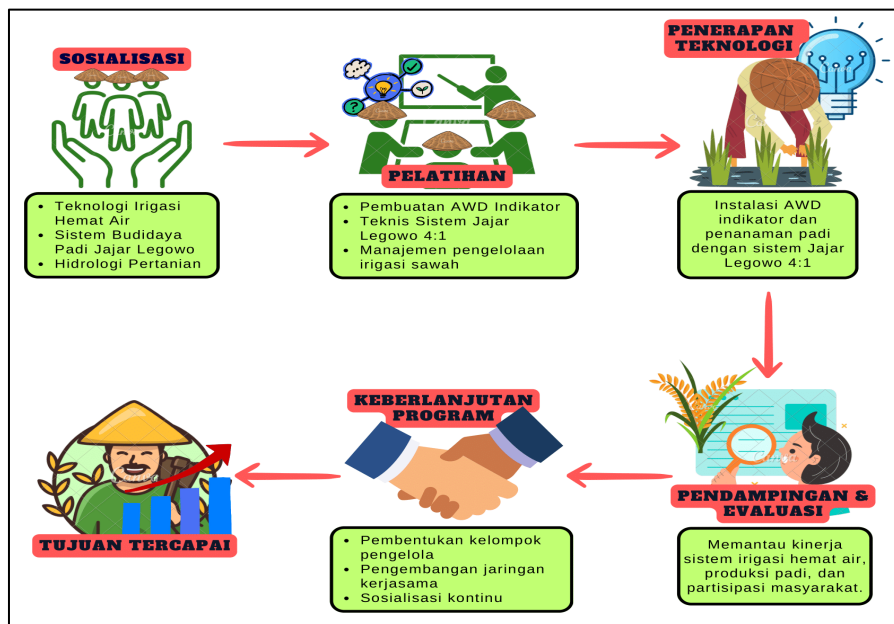 SOSIALISASI
• Teknologi Irigasi
Hemat Air
• Sistem Budidaya
Padi Jajar Legowo
• Hidrologi Pertanian
PELATIHAN
• Pembuatan AWD Indikator
• Teknis Sistem Jajar
Legowo 4:1
• Manajemen pengelolaan
irigasi sawah
PENERAPAN
TEKNOLOGI
Instalasi AWD
indikator dan
penanaman padi
dengan sistem Jajar
Legowo 4:1
PENDAMPINGAN &
EVALUASI
Memantau kinerja
sistem irigasi hemat air,
produksi padi, dan
partisipasi masyarakat.
KEBERLANJUTAN
PROGRAM
• Pembentukan kelompok
pengelola
• Pengembangan jaringan
kerjasama
• Sosialisasi kontinu
TUJUAN TERCAPAI